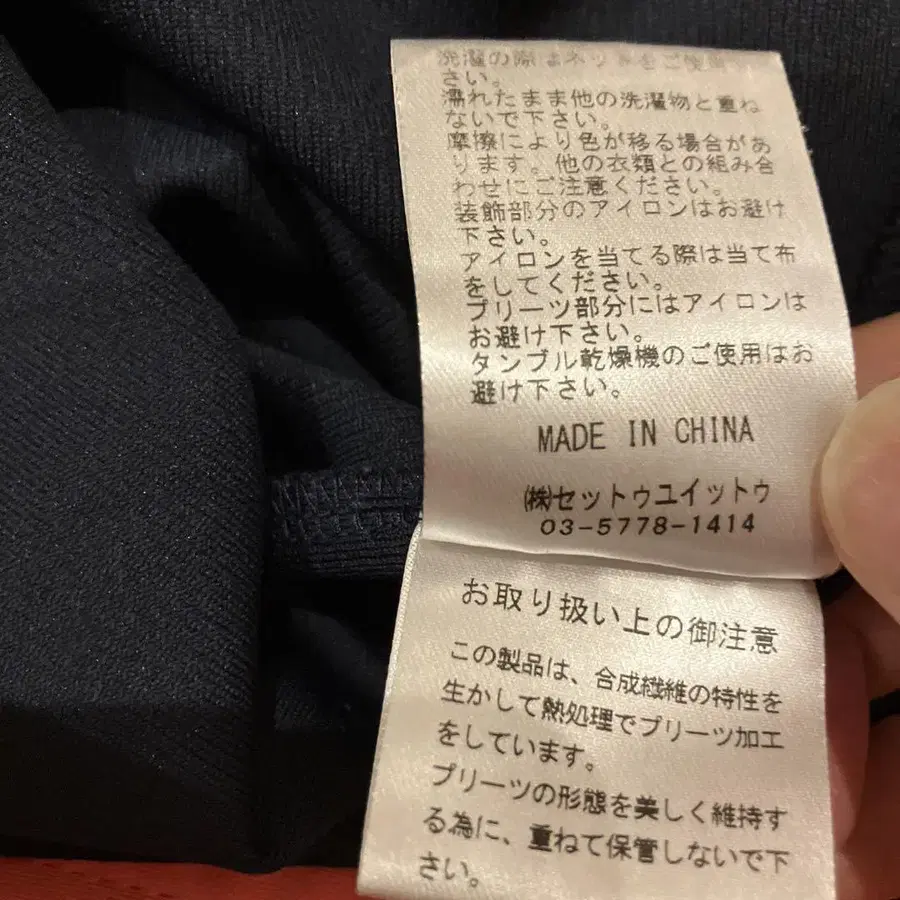 洗濯の際はネットをご使用
さい。
濡れたまま他の洗濯物と重ね
ないで下さい。
摩擦により色が移る場合があ
ります。他の衣類との組み合
わせにご注意ください。
装飾部分のアイロンはお避け
下さい。
アイロンを当てる際は当て布
をしてください。
プリーツ部分にはアイロンは
お避け下さい。
タンブル乾燥機のご使用はお
避け下さい。
MADE IN CHINA
㈱セットゥユイットゥ
03-5778-1414
お取り扱い上の御注意
この製品は、合成繊維の特性を
生かして熱処理でプリーツ加工
をしています。
プリーツの形態を美しく維持す
る為に、重ねて保管しないで下
さい。